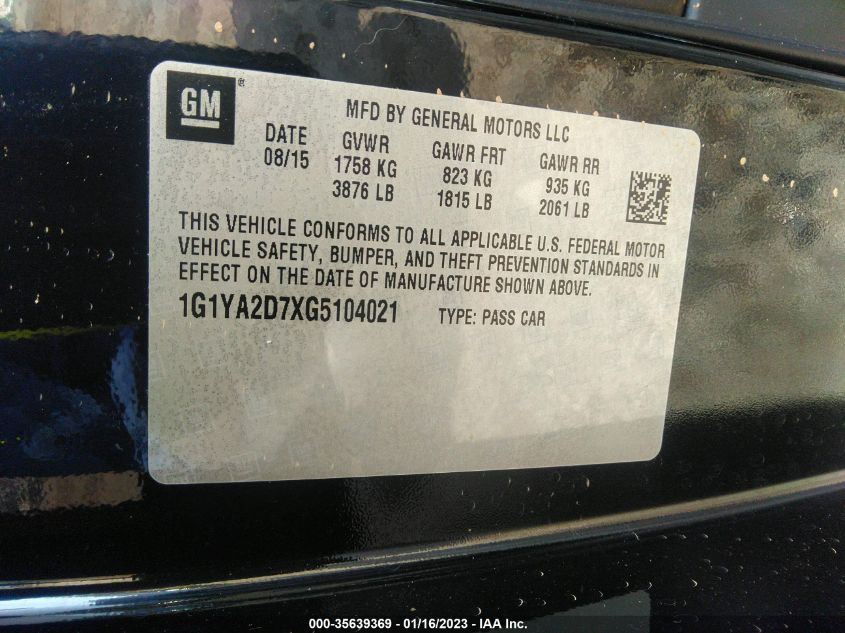 GM ®
MFD BY GENERAL MOTORS LLC
DATE GVWR GAWR FRT GAWR RR
08/15 1758 KG 823 KG 935 KG
3876 LB 1815 LB 2061 LB
THIS VEHICLE CONFORMS TO ALL APPLICABLE U.S. FEDERAL MOTOR
VEHICLE SAFETY, BUMPER, AND THEFT PREVENTION STANDARDS IN
EFFECT ON THE DATE OF MANUFACTURE SHOWN ABOVE.
1G1YA2D7XG5104021 TYPE: PASS CAR
000-35639369 - 01/16/2023 - IAA Inc.